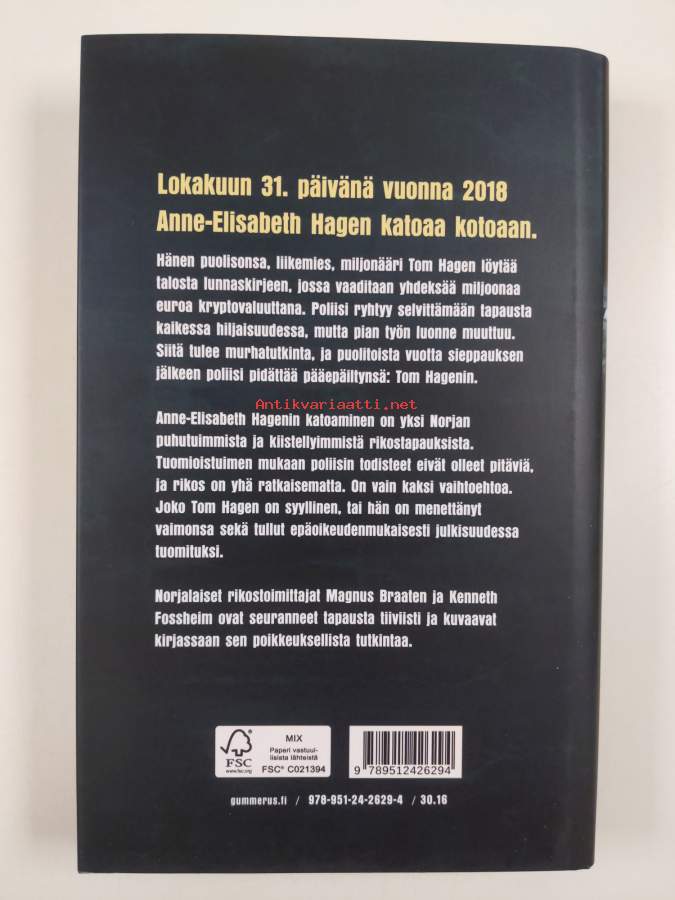 Lokakuun 31. päivänä vuonna 2018
Anne-Elisabeth Hagen katoaa kotoaan.
Hänen puolisonsa, liikemies, miljonääri Tom Hagen löytää
talosta lunnaskirjeen, jossa vaaditaan yhdeksää miljoonaa
euroa kryptovaluuttana. Poliisi ryhtyy selvittämään tapausta
kaikessa hiljaisuudessa, mutta pian työn luonne muuttuu.
Siitä tulee murhatutkinta, ja puolitoista vuotta sieppauksen
jälkeen poliisi pidättää pääepäiltynsä: Tom Hagenin.
Antikvariaatti.net
Anne-Elisabeth Hagenin katoaminen on yksi Norjan
puhutuimmista ja kiistellyimmistä rikostapauksista.
Tuomioistuimen mukaan poliisin todisteet eivät olleet pitäviä,
ja rikos on yhä ratkaisematta. On vain kaksi vaihtoehtoa.
Joko Tom Hagen on syyllinen, tai hän on menettänyt
vaimonsa sekä tullut epäoikeudenmukaisesti julkisuudessa
tuomituksi.
Norjalaiset rikostoimittajat Magnus Braaten ja Kenneth
Fossheim ovat seuranneet tapausta tiiviisti ja kuvaavat
kirjassaan sen poikkeuksellista tutkintaa.
FSC
www.fsc.org
MIX
Paperi vastuul-
lisista lähteistä
FSC® C021394
9 789512 426294
gummerus.fi / 978-951-24-2629-4 / 30.16